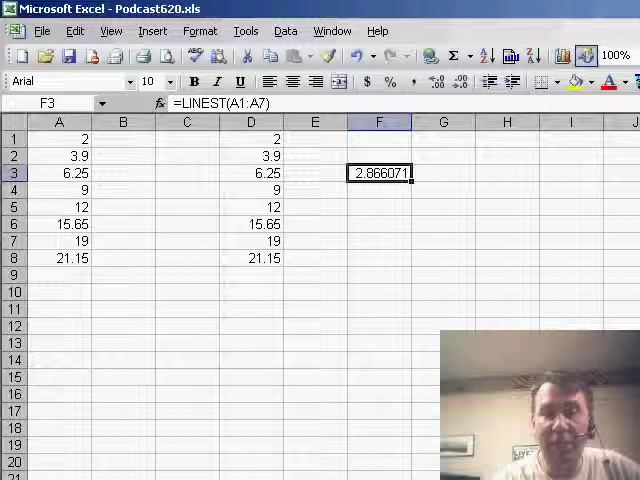 Microsoft Excel - Podcast620.xls
File Edit View Insert Format Tools Data Window Help
100%
Arial 10 B I U $ % ,
F3 fx =LINEST(A1:A7)
A B C D E F G H I J
1 2 2
2 3.9 3.9
3 6.25 6.25 2.866071
4 9 9
5 12 12
6 15.65 15.65
7 19 19
8 21.15 21.15
9
10
11
12
13
14
15
16
17
18
19
20
21